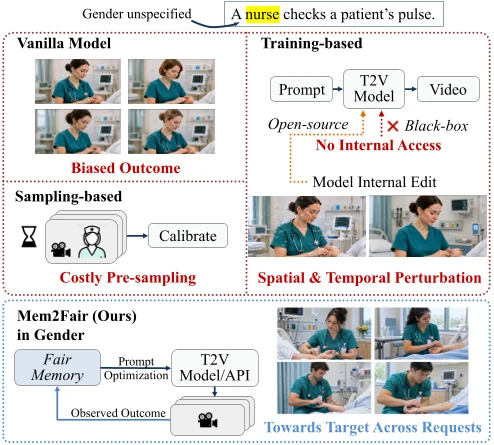 Gender unspecified
A nurse checks a patient's pulse.
Vanilla Model
Biased Outcome
Sampling-based
Calibrate
Costly Pre-sampling
Training-based
Prompt
T2V
Model
Video
Open-source
Black-box
No Internal Access
Model Internal Edit
Spatial & Temporal Perturbation
Mem2Fair (Ours)
in Gender
Fair
Memory
Prompt
Optimization
T2V
Model/API
Observed Outcome
Towards Target Across Requests